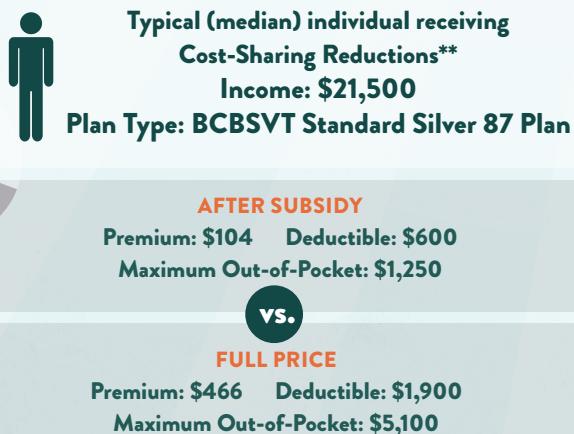 Typical (median) individual receiving
Cost-Sharing Reductions**
Income: $21,500
Plan Type: BCBSVT Standard Silver 87 Plan
AFTER SUBSIDY
Premium: $104 Deductible: $600
Maximum Out-of-Pocket: $1,250
vs.
FULL PRICE
Premium: $466 Deductible: $1,900
Maximum Out-of-Pocket: $5,100